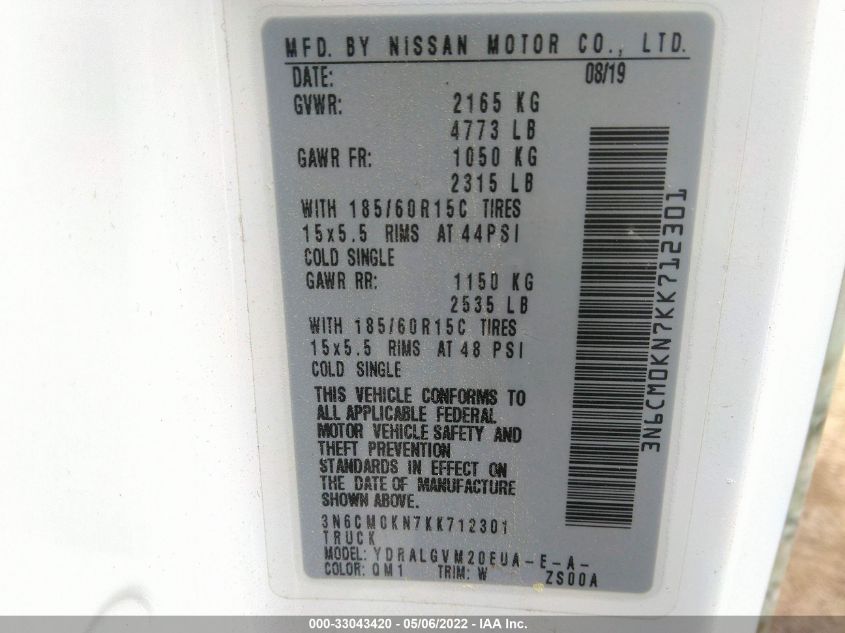 MFD. BY NISSAN MOTOR CO., LTD.
DATE: 08/19
GVWR: 2165 KG
4773 LB
GAWR FR: 1050 KG
2315 LB
WITH 185/60R15C TIRES
15x5.5 RIMS AT 44PSI
COLD SINGLE
GAWR RR: 1150 KG
2535 LB
WITH 185/60R15C TIRES
15x5.5 RIMS AT 48 PSI
COLD SINGLE
THIS VEHICLE CONFORMS TO
ALL APPLICABLE FEDERAL
MOTOR VEHICLE SAFETY AND
THEFT PREVENTION
STANDARDS IN EFFECT ON
THE DATE OF MANUFACTURE
SHOWN ABOVE.
3N6CM0KN7KK712301
TRUCK
MODEL: YDRALGVM20EUA-E-A-
COLOR: QM1 TRIM: W ZS00A
3N6CM0KN7KK712301
000-33043420 - 05/06/2022 - IAA Inc.